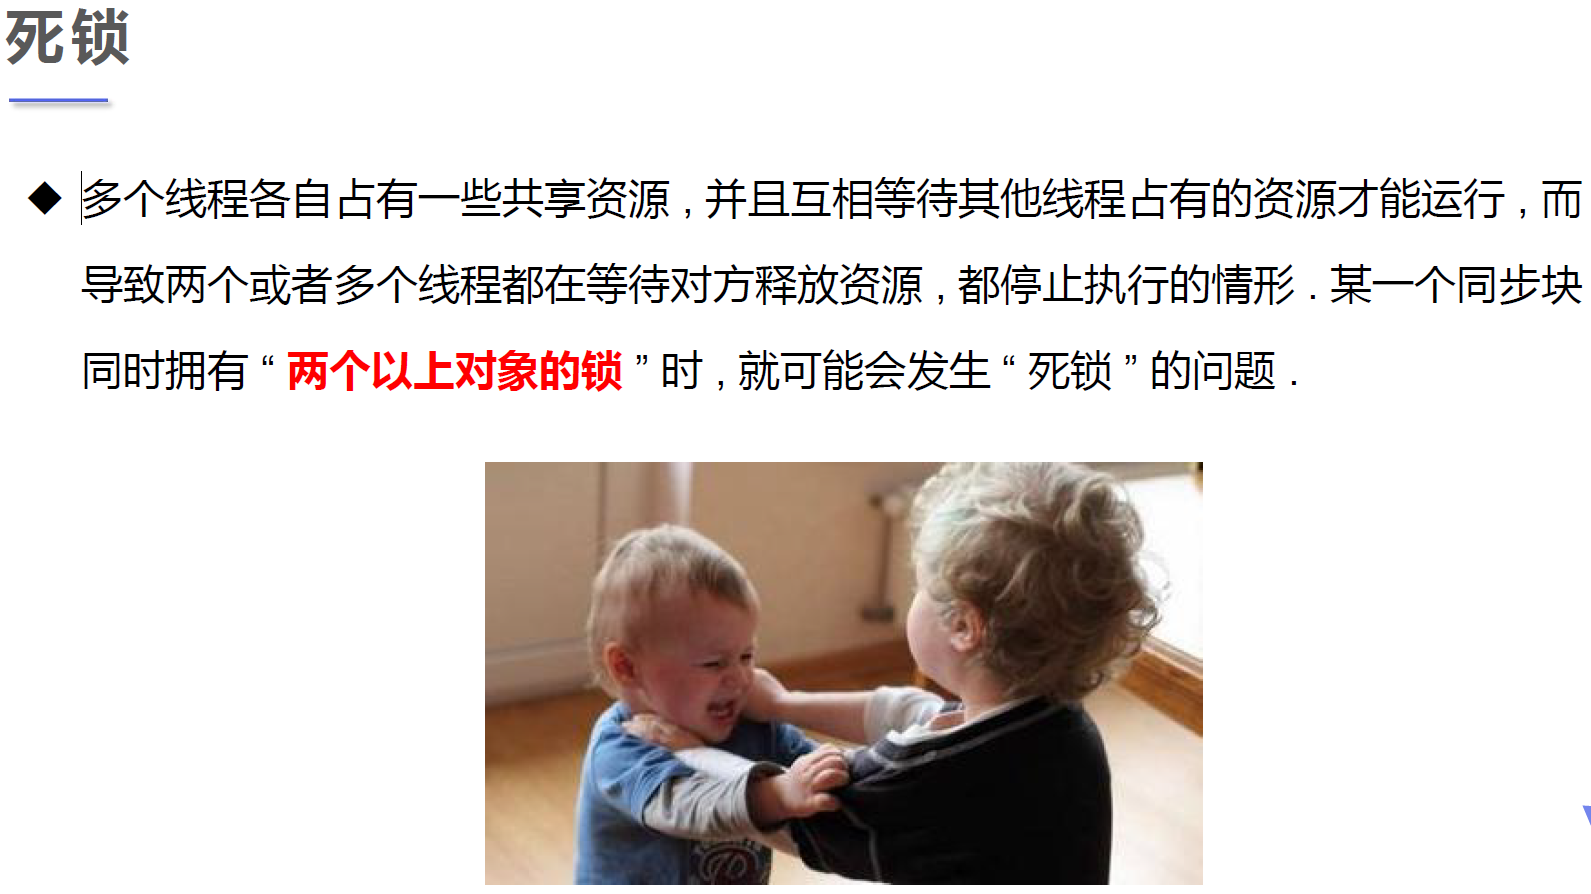 死锁
◆ 多个线程各自占有一些共享资源 , 并且互相等待其他线程占有的资源才能运行 , 而
导致两个或者多个线程都在等待对方释放资源 , 都停止执行的情形 . 某一个同步块
同时拥有 “ 两个以上对象的锁 ” 时 , 就可能会发生 “ 死锁 ” 的问题 .